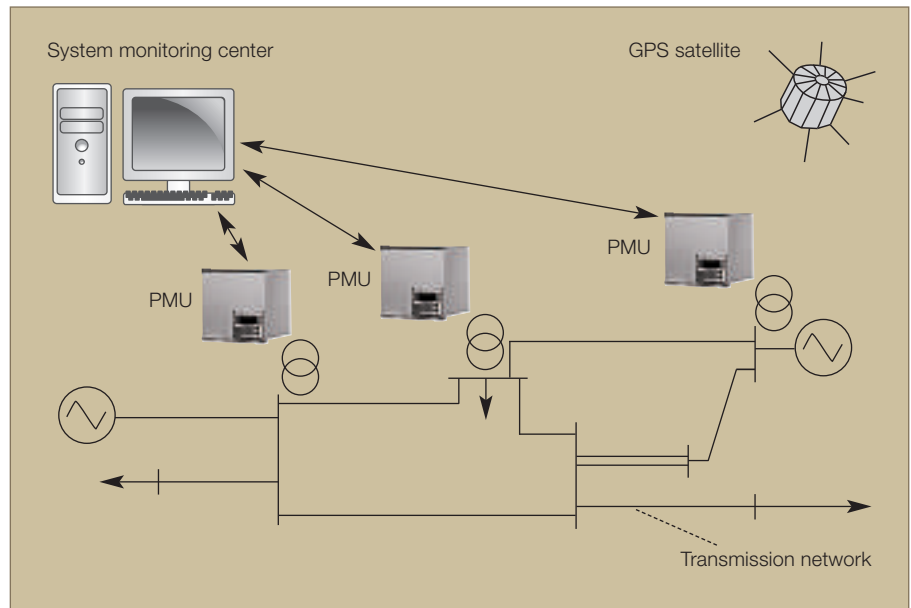 System monitoring center
GPS satellite
PMU
PMU
PMU
Transmission network